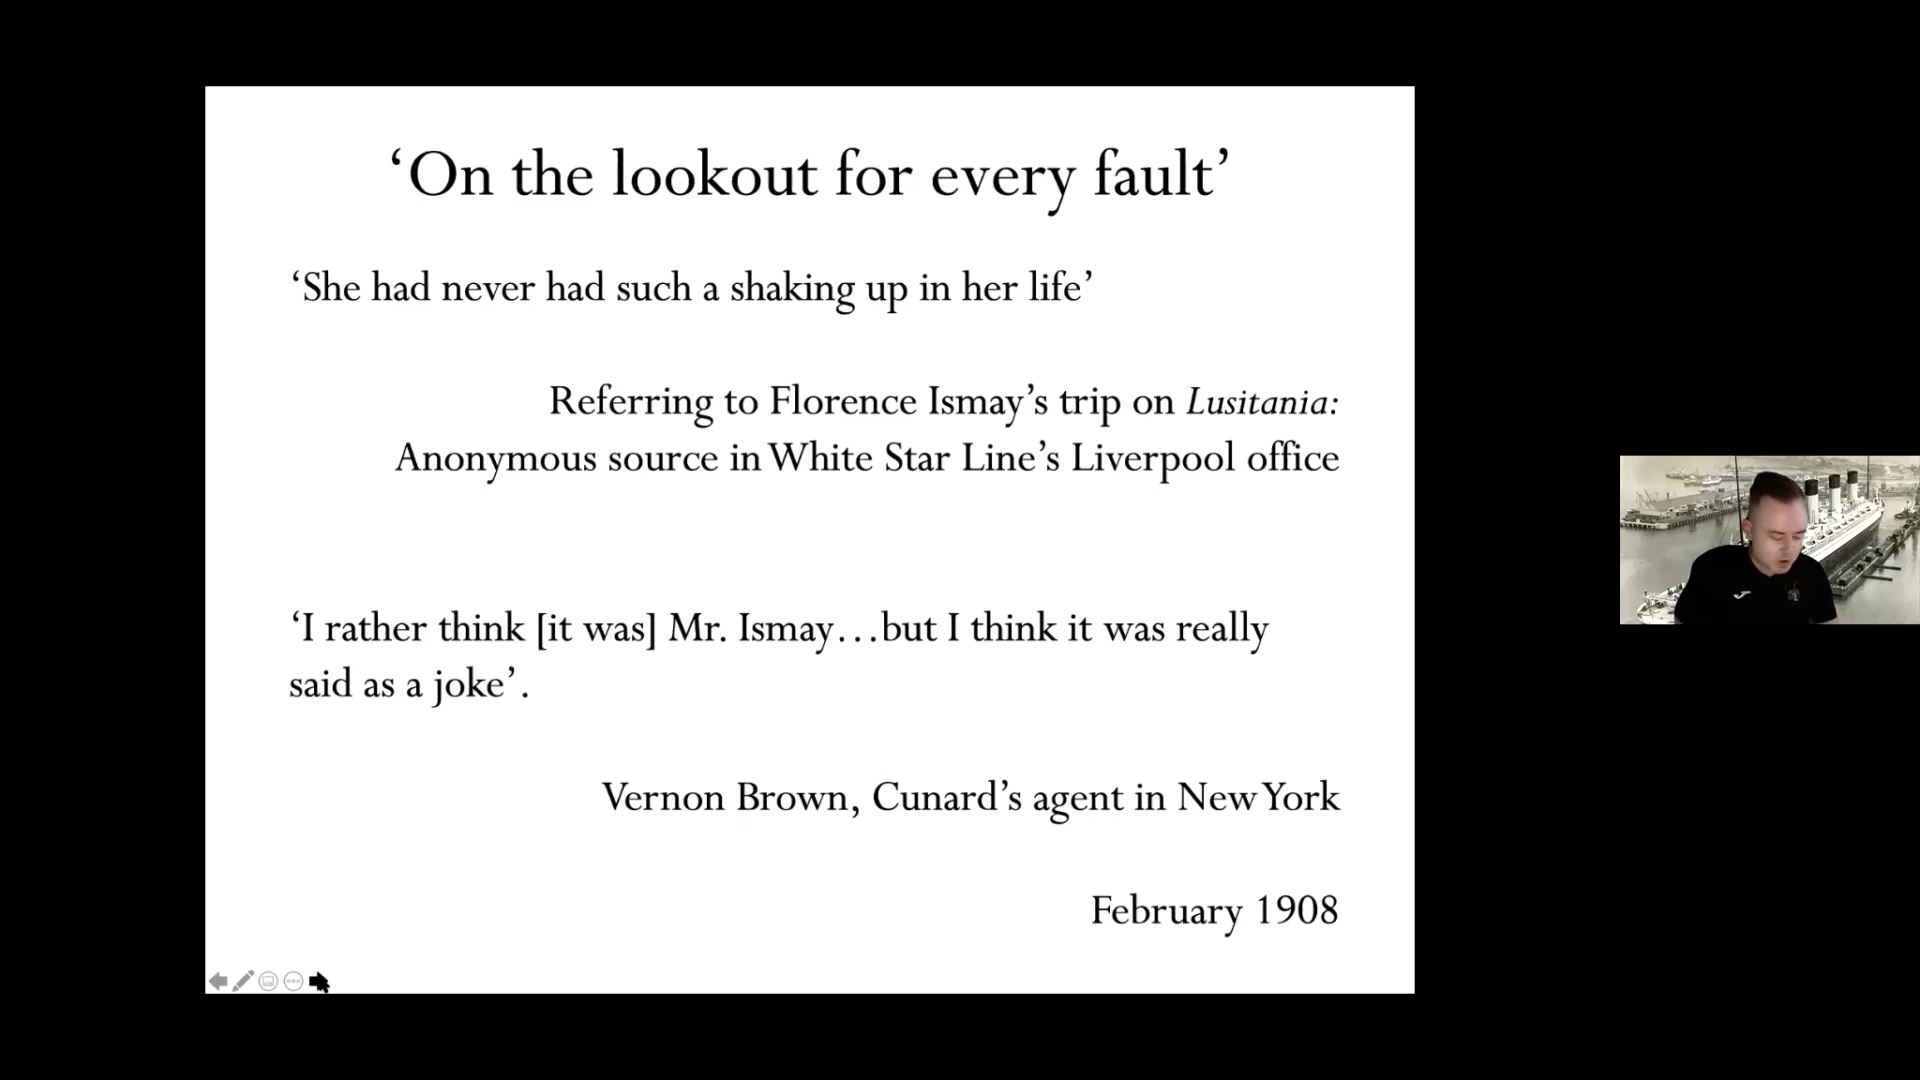 ‘On the lookout for every fault’
‘She had never had such a shaking up in her life’
Referring to Florence Ismay’s trip on Lusitania:
Anonymous source in White Star Line’s Liverpool office
‘I rather think [it was] Mr. Ismay…but I think it was really
said as a joke’.
Vernon Brown, Cunard’s agent in New York
February 1908